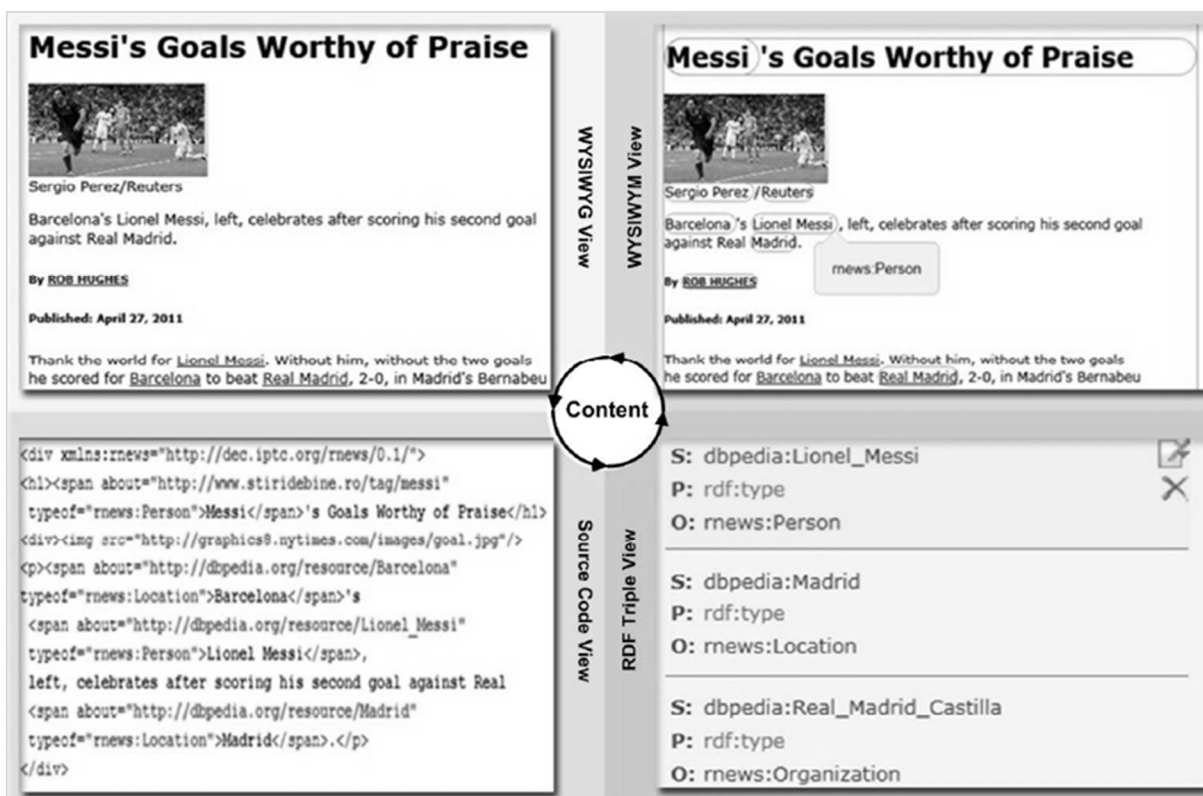 Messi's Goals Worthy of Praise
Sergio Perez/Reuters
Barcelona's Lionel Messi, left, celebrates after scoring his second goal
against Real Madrid.
By ROB HUGHES
Published: April 27, 2011
Thank the world for Lionel Messi. Without him, without the two goals
he scored for Barcelona to beat Real Madrid, 2-0, in Madrid's Bernabeu
WYSIWYG View
WYSIWYM View
Messi 's Goals Worthy of Praise
Sergio Perez /Reuters
Barcelona 's Lionel Messi , left, celebrates after scoring his second goal
against Real Madrid.
rnews:Person
By ROB HUGHES
Published: April 27, 2011
Thank the world for Lionel Messi. Without him, without the two goals
he scored for Barcelona to beat Real Madrid, 2-0, in Madrid's Bernabeu
Content
<div xmlns:rnews="http://dec.iptc.org/rnews/0.1/">
<h1><span about="http://www.stiridebine.ro/tag/messi"
typeof="rnews:Person">Messi</span>'s Goals Worthy of Praise</h1>
<div><img src="http://graphics8.nytimes.com/images/goal.jpg"/>
<p><span about="http://dbpedia.org/resource/Barcelona"
typeof="rnews:Location">Barcelona</span>'s
<span about="http://dbpedia.org/resource/Lionel_Messi"
typeof="rnews:Person">Lionel Messi</span>,
left, celebrates after scoring his second goal against Real
<span about="http://dbpedia.org/resource/Madrid"
typeof="rnews:Location">Madrid</span>.</p>
</div>
Source Code View
RDF Triple View
S: dbpedia:Lionel_Messi
P: rdf:type
O: rnews:Person
S: dbpedia:Madrid
P: rdf:type
O: rnews:Location
S: dbpedia:Real_Madrid_Castilla
P: rdf:type
O: rnews:Organization